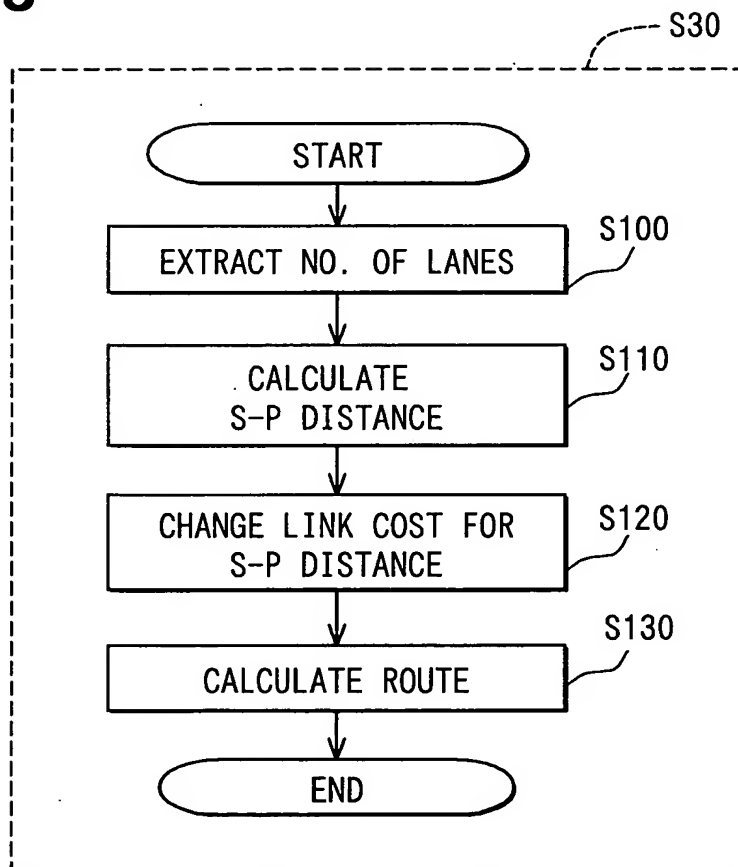 S30
START
EXTRACT NO. OF LANES
S100
CALCULATE
S-P DISTANCE
S110
CHANGE LINK COST FOR
S-P DISTANCE
S120
CALCULATE ROUTE
S130
END